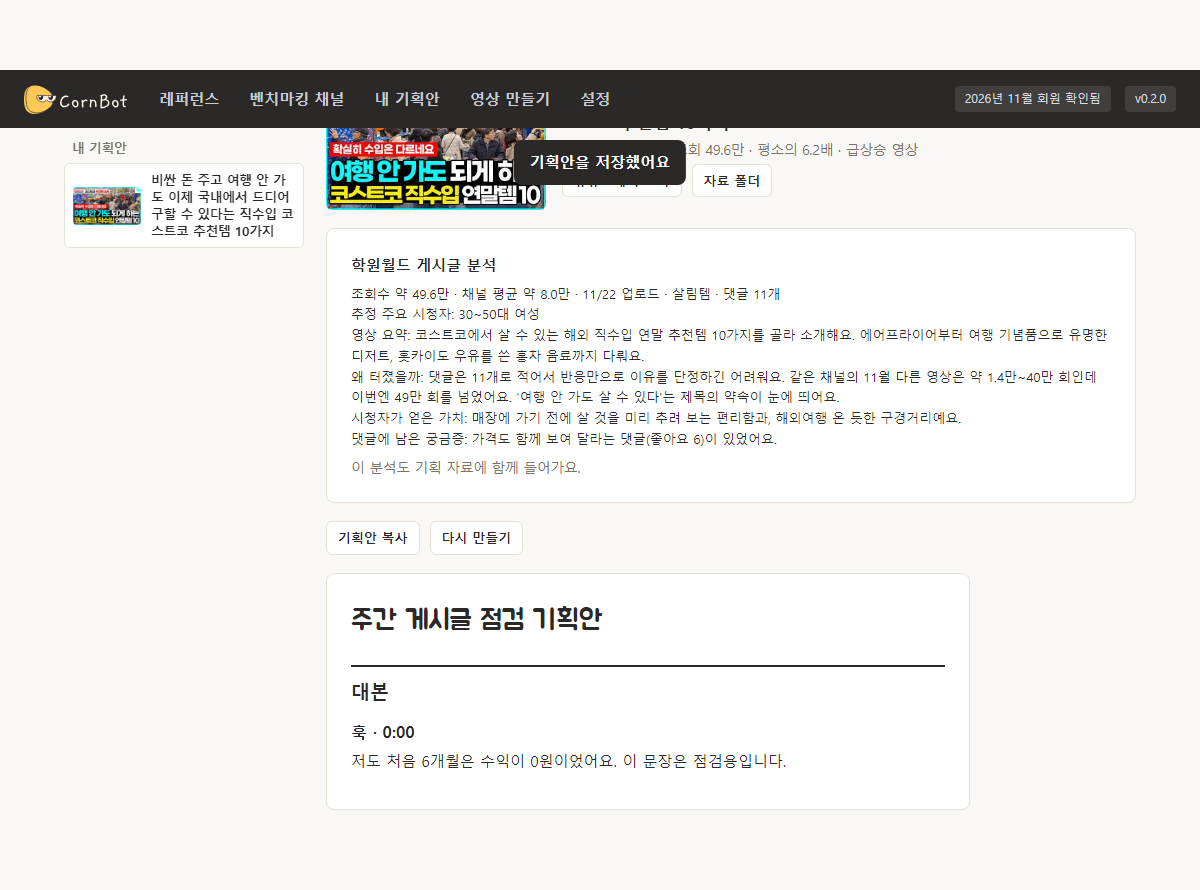 CornBot
레퍼런스
벤치마킹 채널
내 기획안
영상 만들기
설정
2026년 11월 회원 확인됨
v0.2.0
내 기획안
비싼 돈 주고 여행 안 가
도 이제 국내에서 드디어
구할 수 있다는 직수입 코
스트코 추천템 10가지
확실히 수입은 다르네요
여행 안 가도 되게 하
코스트코 직수입 연말템10
회 49.6만 · 평소의 6.2배 · 급상승 영상
기획안을 저장했어요
자료 폴더
학원월드 게시글 분석
조회수 약 49.6만 · 채널 평균 약 8.0만 · 11/22 업로드 · 살림템 · 댓글 11개
추정 주요 시청자: 30~50대 여성
영상 요약: 코스트코에서 살 수 있는 해외 직수입 연말 추천템 10가지를 골라 소개해요. 에어프라이어부터 여행 기념품으로 유명한
디저트, 홋카이도 우유를 쓴 홍차 음료까지 다뤄요.
왜 터졌을까: 댓글은 11개로 적어서 반응만으로 이유를 단정하긴 어려워요. 같은 채널의 11월 다른 영상은 약 1.4만~40만 회인데
이번엔 49만 회를 넘었어요. '여행 안 가도 살 수 있다'는 제목의 약속이 눈에 띄어요.
시청자가 얻은 가치: 매장에 가기 전에 살 것을 미리 추려 보는 편리함과, 해외여행 온 듯한 구경거리예요.
댓글에 남은 궁금증: 가격도 함께 보여 달라는 댓글(좋아요 6)이 있었어요.
이 분석도 기획 자료에 함께 들어가요.
기획안 복사
다시 만들기
주간 게시글 점검 기획안
대본
훅 · 0:00
저도 처음 6개월은 수익이 0원이었어요. 이 문장은 점검용입니다.